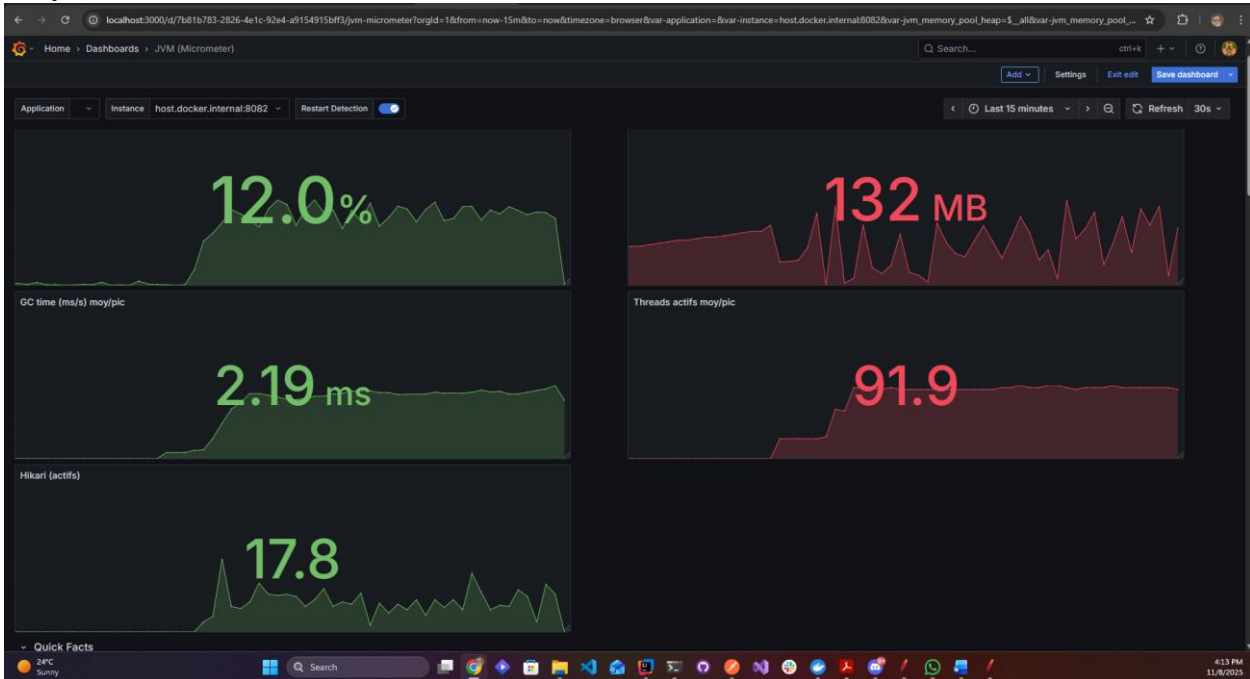 localhost:3000/d/7b81b783-2826-4e1c-92e4-a9154915bff3/jvm-micrometer?orgId=1&from=now-15m&to=now&timezone=browser&var-application=&var-instance=host.docker.internal:8082&var-jvm_memory_pool_heap=$__all&var-jvm_memory_pool_...
Home › Dashboards › JVM (Micrometer)
Search...
ctrl+k
Add
Settings
Exit edit
Save dashboard
Application
Instance
host.docker.internal:8082
Restart Detection
Last 15 minutes
Refresh
30s
12.0%
132 MB
GC time (ms/s) moy/pic
Threads actifs moy/pic
2.19 ms
91.9
Hikari (actifs)
17.8
Quick Facts
24°C
Sunny
Search
4:13 PM
11/8/2025